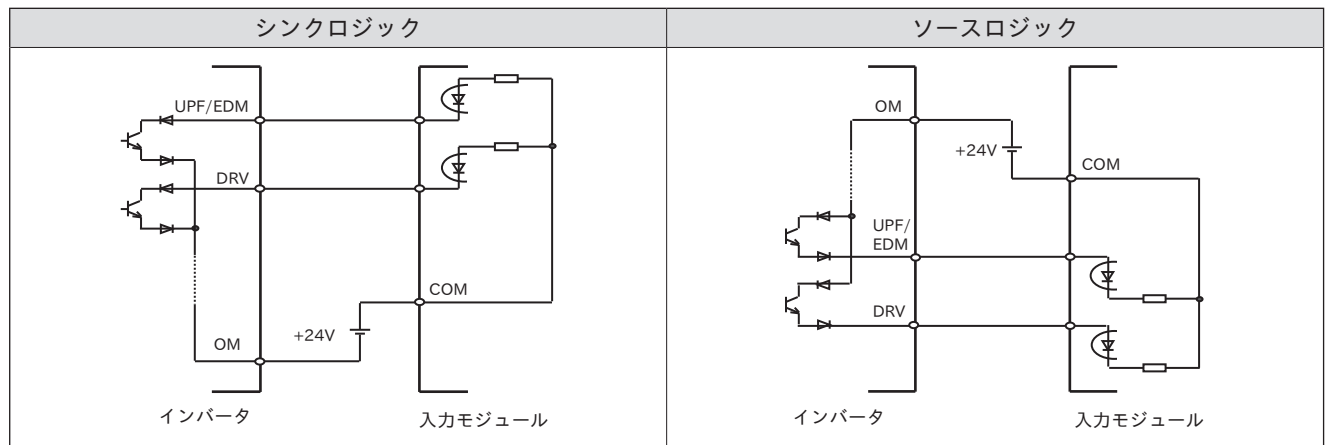 シンクロジック
UPF/EDM
DRV
COM
+24V
OM
インバータ
入力モジュール
ソースロジック
OM
+24V
COM
UPF/
EDM
DRV
インバータ
入力モジュール